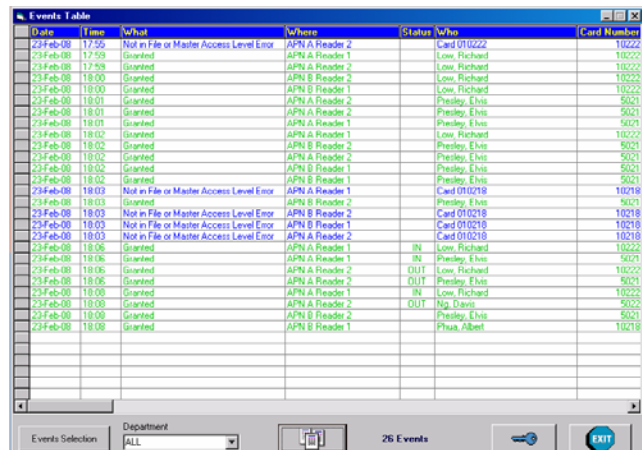 Events Table
Date Time What Where Status Who Card Number
23-Feb-08 17:55 Not in File or Master Access Level Error APN A Reader 2 Card 010222 10222
23-Feb-08 17:59 Granted APN A Reader 1 Low, Richard 10222
23-Feb-08 17:59 Granted APN A Reader 2 Low, Richard 10222
23-Feb-08 18:00 Granted APN B Reader 2 Low, Richard 10222
23-Feb-08 18:00 Granted APN B Reader 1 Low, Richard 10222
23-Feb-08 18:01 Granted APN B Reader 2 Presley, Elvis 5021
23-Feb-08 18:01 Granted APN A Reader 2 Presley, Elvis 5021
23-Feb-08 18:01 Granted APN A Reader 1 Presley, Elvis 5021
23-Feb-08 18:02 Granted APN A Reader 1 Low, Richard 10222
23-Feb-08 18:02 Granted APN A Reader 2 Presley, Elvis 5021
23-Feb-08 18:02 Granted APN B Reader 2 Presley, Elvis 5021
23-Feb-08 18:02 Granted APN B Reader 1 Presley, Elvis 5021
23-Feb-08 18:02 Granted APN B Reader 1 Presley, Elvis 5021
23-Feb-08 18:03 Not in File or Master Access Level Error APN A Reader 1 Card 010218 10218
23-Feb-08 18:03 Granted APN B Reader 2 Presley, Elvis 5021
23-Feb-08 18:03 Not in File or Master Access Level Error APN B Reader 2 Card 010218 10218
23-Feb-08 18:03 Not in File or Master Access Level Error APN B Reader 1 Card 010218 10218
23-Feb-08 18:03 Not in File or Master Access Level Error APN A Reader 2 Card 010218 10218
23-Feb-08 18:06 Granted APN A Reader 1 IN Low, Richard 10222
23-Feb-08 18:06 Granted APN A Reader 1 IN Presley, Elvis 5021
23-Feb-08 18:06 Granted APN A Reader 2 OUT Low, Richard 10222
23-Feb-08 18:06 Granted APN A Reader 2 OUT Presley, Elvis 5021
23-Feb-08 18:08 Granted APN A Reader 1 IN Low, Richard 10222
23-Feb-08 18:08 Granted APN A Reader 2 OUT Ng, Davis 5022
23-Feb-08 18:08 Granted APN B Reader 2 Presley, Elvis 5021
23-Feb-08 18:08 Granted APN B Reader 1 Phua, Albert 10218
Department
Events Selection ALL 26 Events EXIT